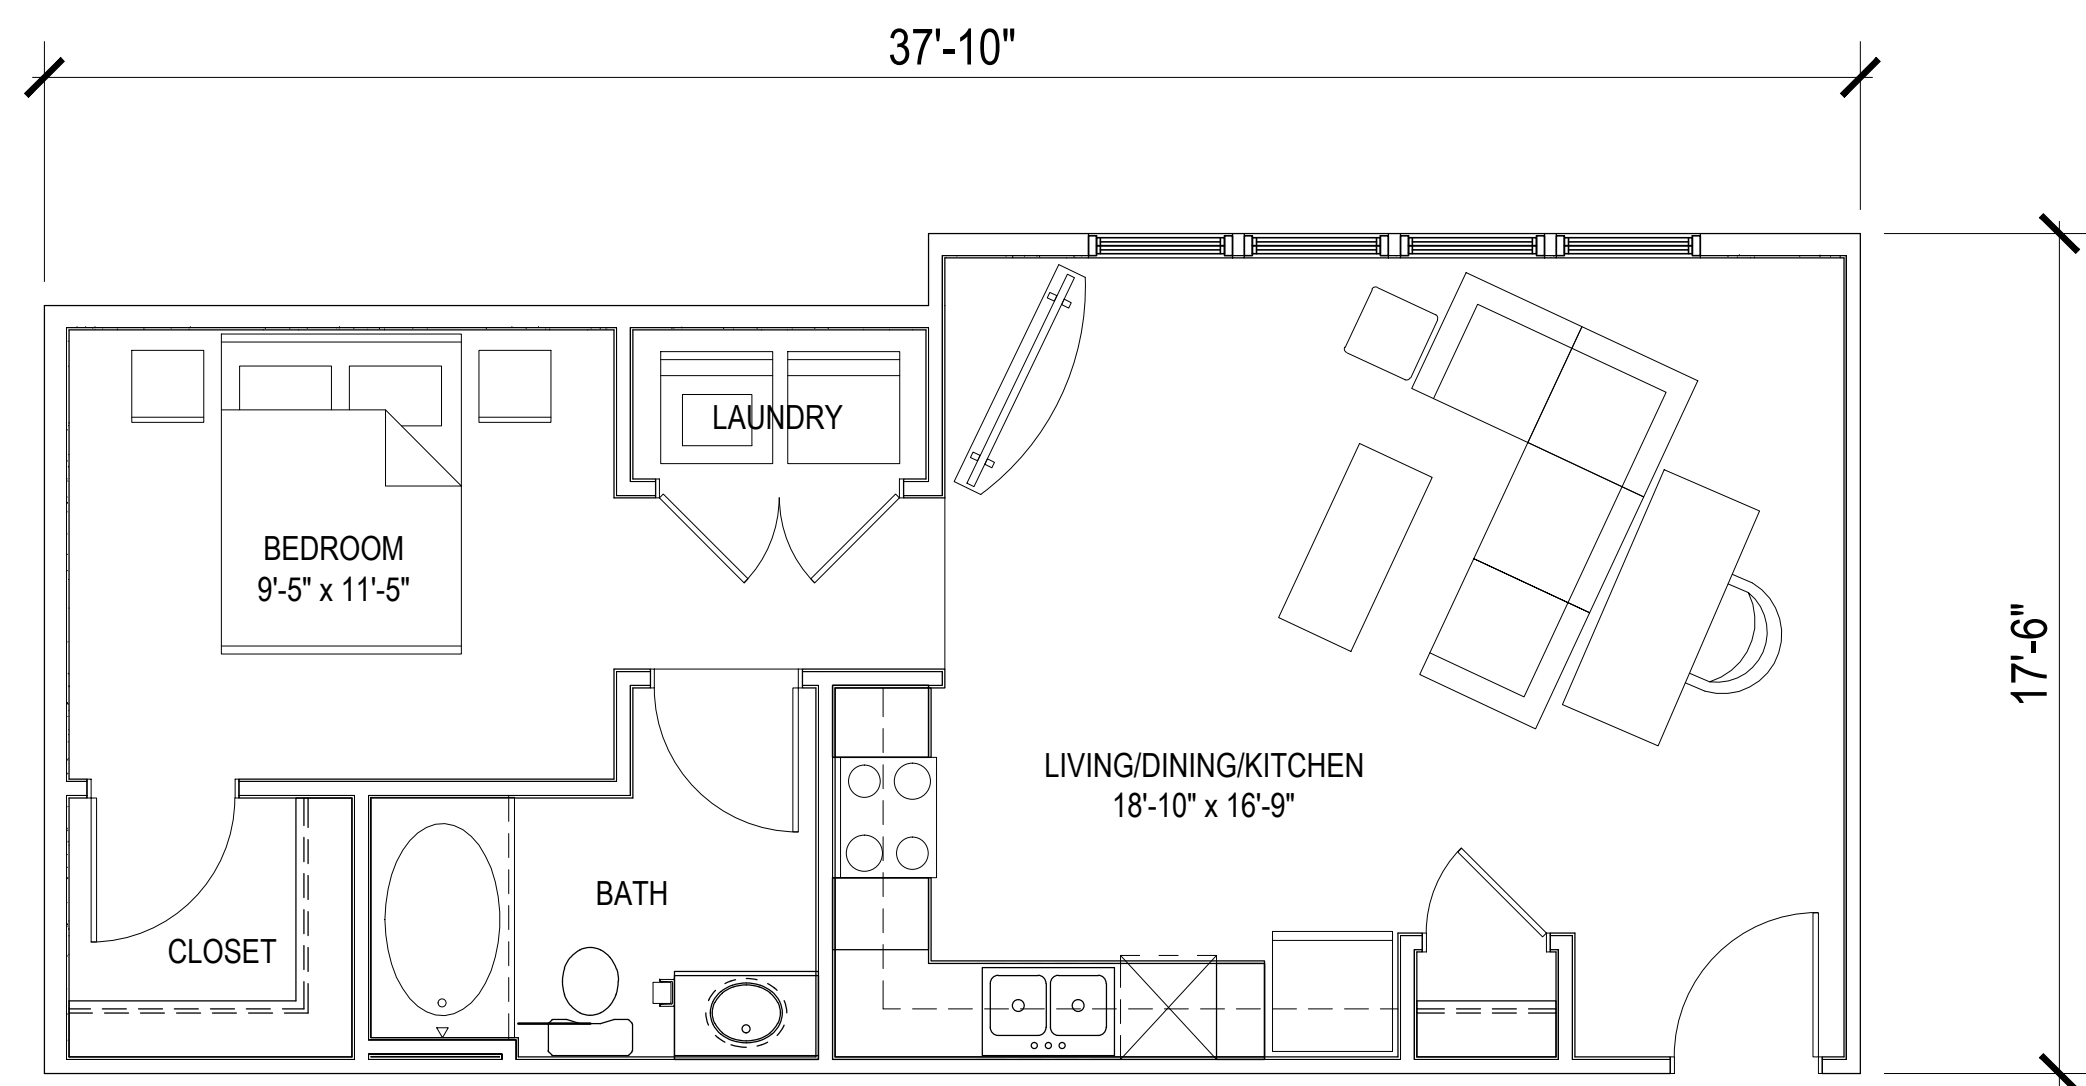 37'-10"
LAUNDRY
BEDROOM
9'-5" x 11'-5"
17'-6"
LIVING/DINING/KITCHEN
18'-10" x 16'-9"
BATH
CLOSET